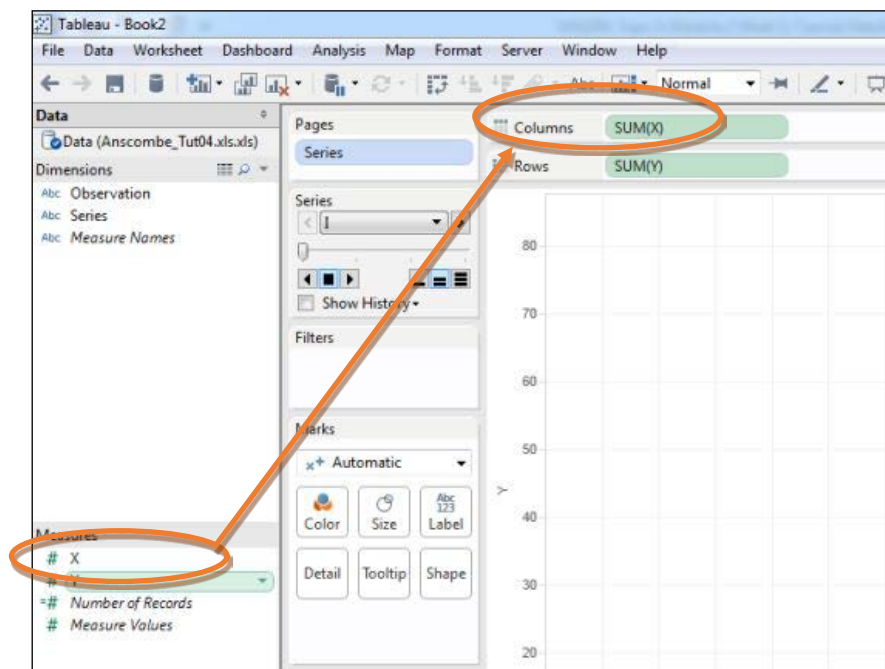 Tableau - Book2
File Data Worksheet Dashboard Analysis Map Format Server Window Help
Abc Normal
Data
Data (Anscombe_Tut04.xls.xls)
Dimensions
Abc Observation
Abc Series
Abc Measure Names
Measures
# X
# Y
=# Number of Records
# Measure Values
Pages
Series
Series
I
Show History
Filters
Marks
Automatic
Color
Size
Abc
123
Label
Detail
Tooltip
Shape
Columns SUM(X)
Rows SUM(Y)
80
70
60
50
40
30
20
Y